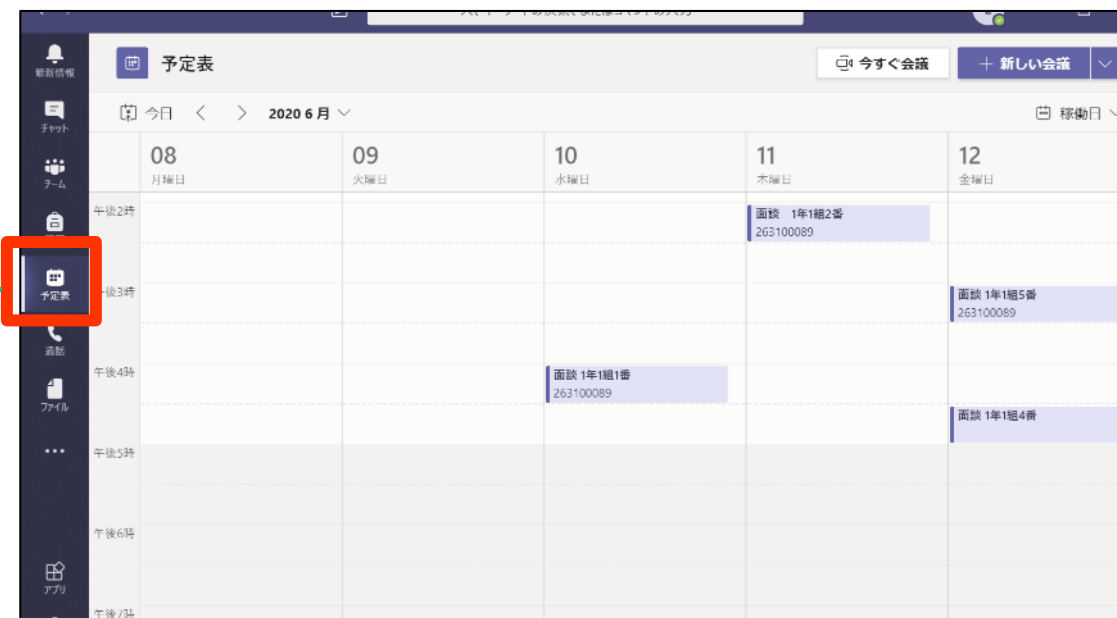 最新情報
チャット
チーム
予定表
通話
ファイル
アプリ
予定表
今すぐ会議
新しい会議
今日
2020 6 月
稼働日
08
月曜日
09
火曜日
10
水曜日
11
木曜日
12
金曜日
午後2時
面談 1年1組2番
263100089
後3時
面談 1年1組5番
263100089
午後4時
面談 1年1組1番
263100089
面談 1年1組4番
午後5時
午後6時
午後7時